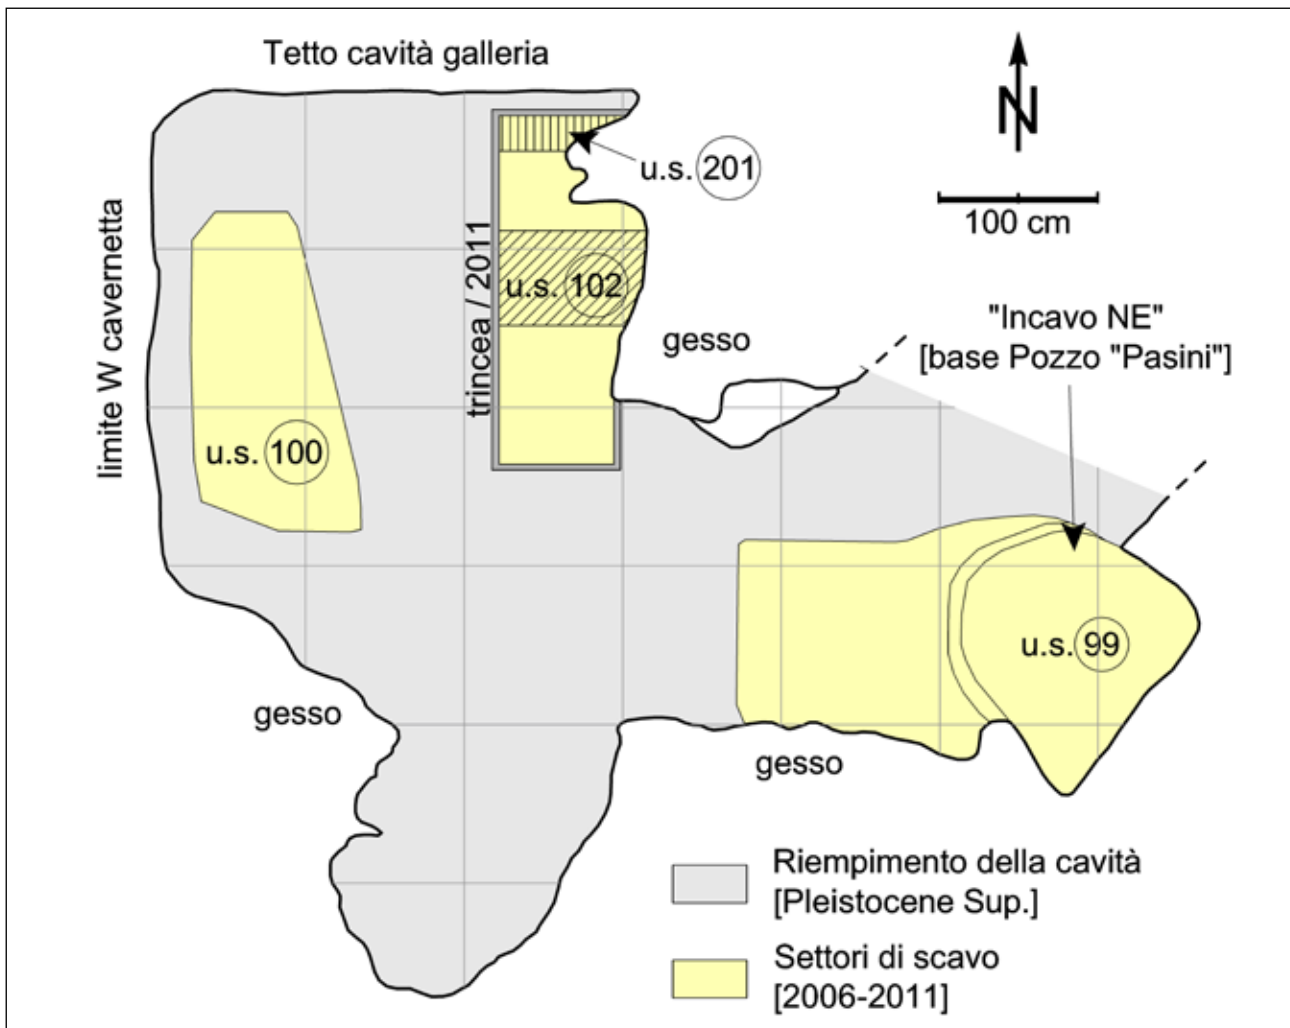 Tetto cavità galleria
N
u.s. 201
100 cm
limite W cavernetta
trincea / 2011
u.s. 102
"Incavo NE"
[base Pozzo "Pasini"]
gesso
u.s. 100
u.s. 99
gesso
gesso
Riempimento della cavità
[Pleistocene Sup.]
Settori di scavo
[2006-2011]